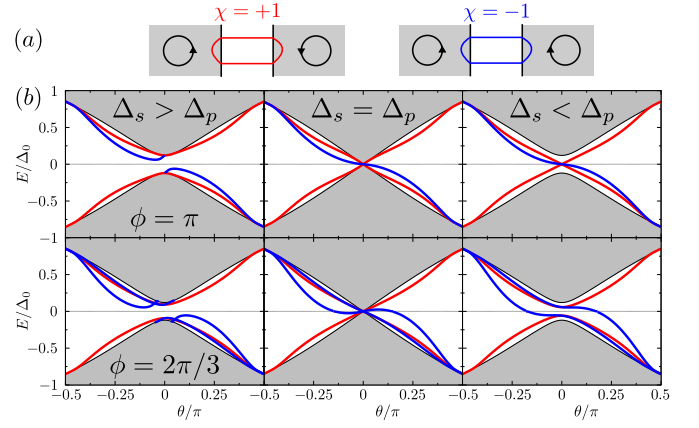 χ = +1
χ = −1
(a)
(b)
Δs > Δp
Δs = Δp
Δs < Δp
1
0.5
0
−0.5
−1
E/Δ0
ϕ = π
1
0.5
0
−0.5
−1
E/Δ0
ϕ = 2π/3
−0.5 −0.25 0 0.25 −0.5 −0.25 0 0.25 −0.5 −0.25 0 0.25 0.5
θ/π θ/π θ/π